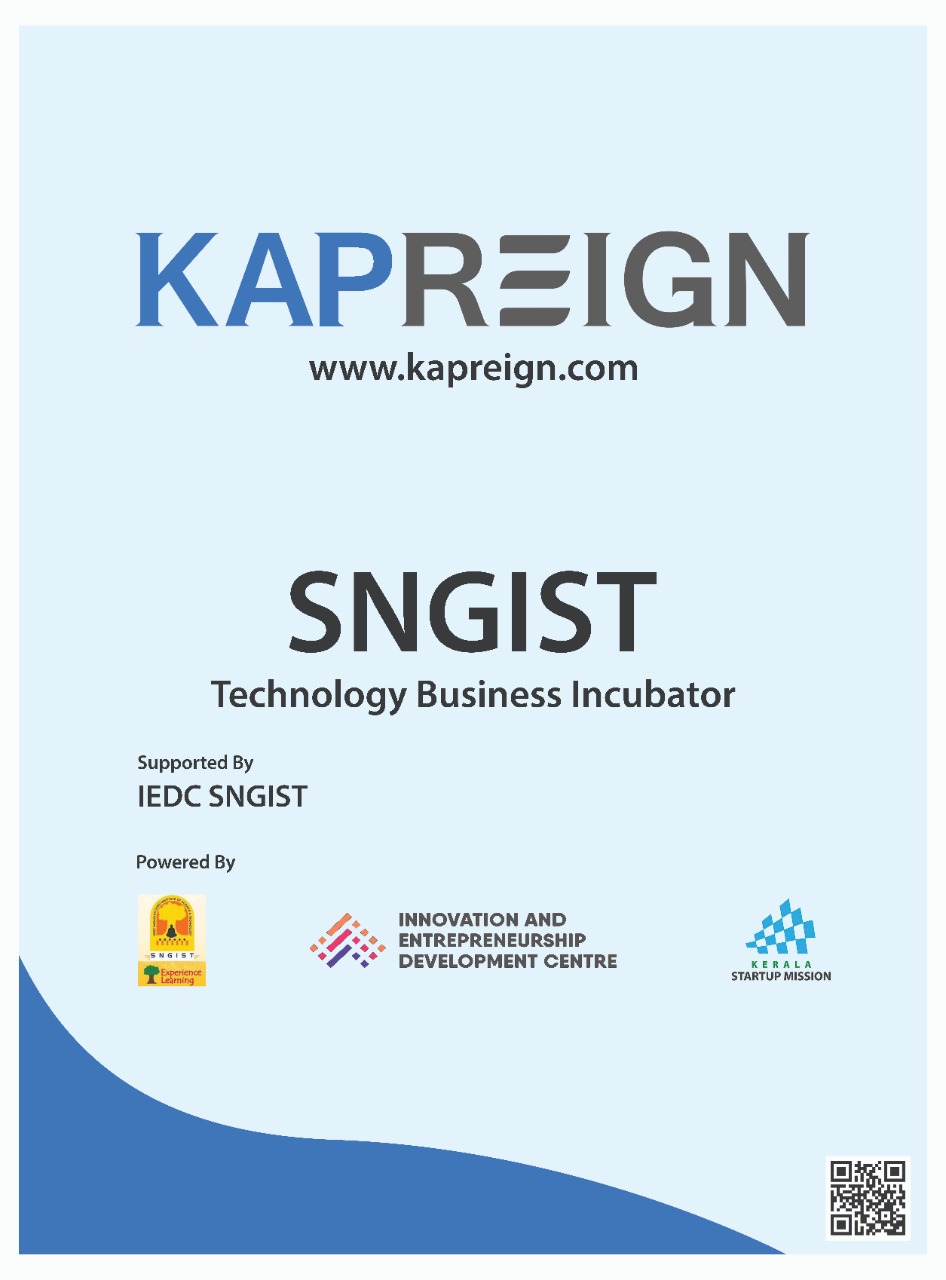 KAPREIGN
www.kapreign.com
SNGIST
Technology Business Incubator
Supported By
IEDC SNGIST
Powered By
SNGIST
Experience
Learning
INNOVATION AND
ENTREPRENEURSHIP
DEVELOPMENT CENTRE
KERALA
STARTUP MISSION